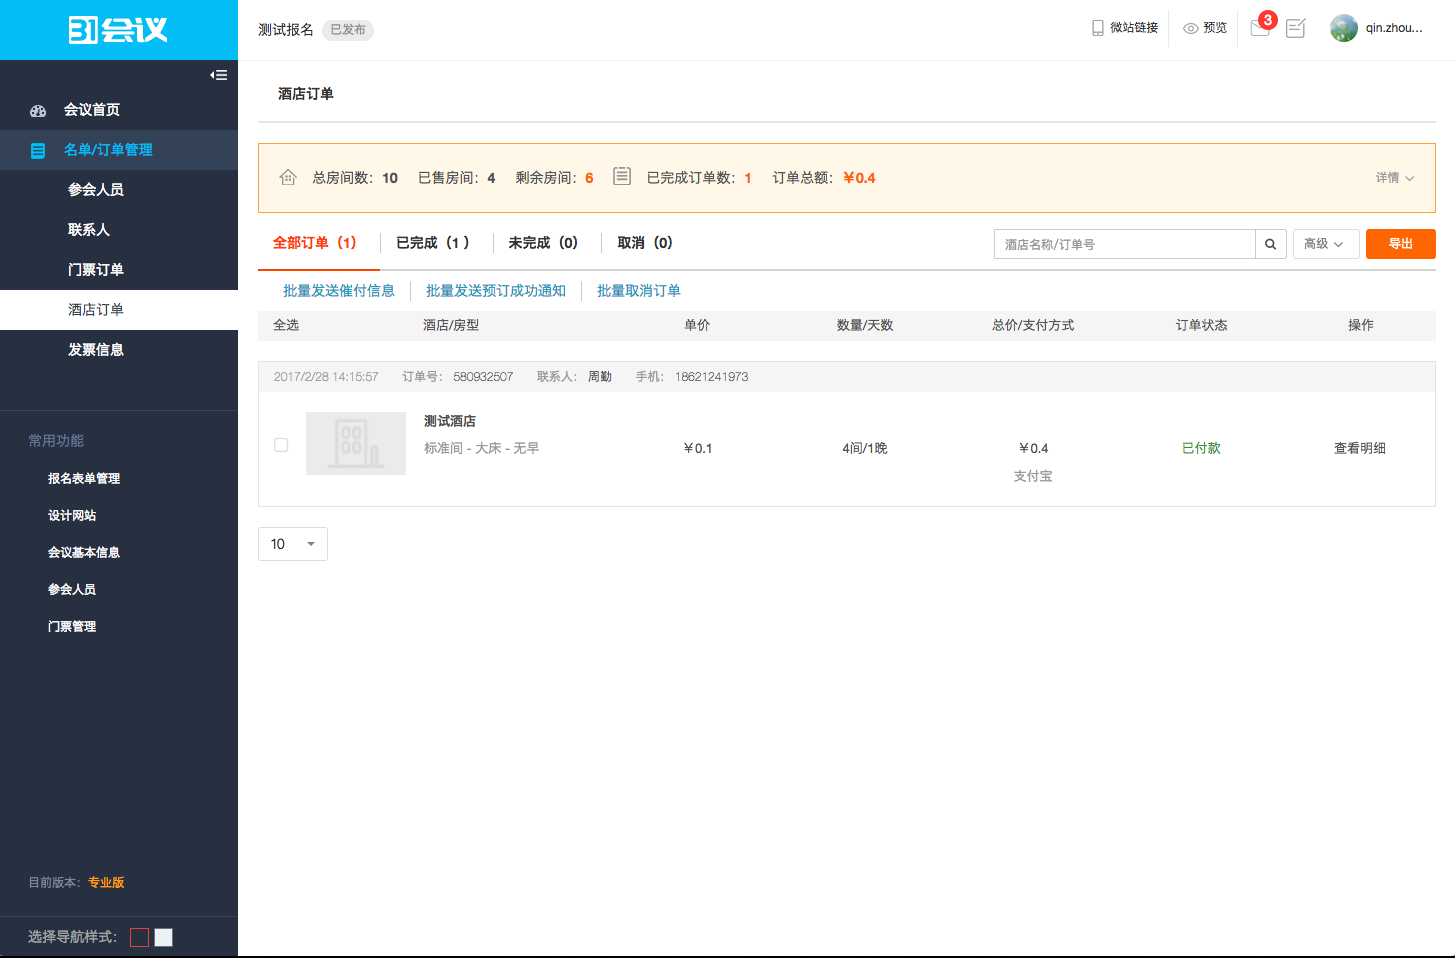 31会议
测试报名 已发布
微站链接 预览 3 qin.zhou...
会议首页
名单/订单管理
参会人员
联系人
门票订单
酒店订单
发票信息
常用功能
报名表单管理
设计网站
会议基本信息
参会人员
门票管理
目前版本：专业版
选择导航样式：
酒店订单
总房间数：10 已售房间：4 剩余房间：6 已完成订单数：1 订单总额：￥0.4 详情
全部订单（1） 已完成（1 ） 未完成（0） 取消（0） 酒店名称/订单号 高级 导出
批量发送催付信息 批量发送预订成功通知 批量取消订单
全选 酒店/房型 单价 数量/天数 总价/支付方式 订单状态 操作
2017/2/28 14:15:57 订单号： 580932507 联系人： 周勤 手机： 18621241973
测试酒店
标准间 - 大床 - 无早 ￥0.1 4间/1晚 ￥0.4 已付款 查看明细
支付宝
10